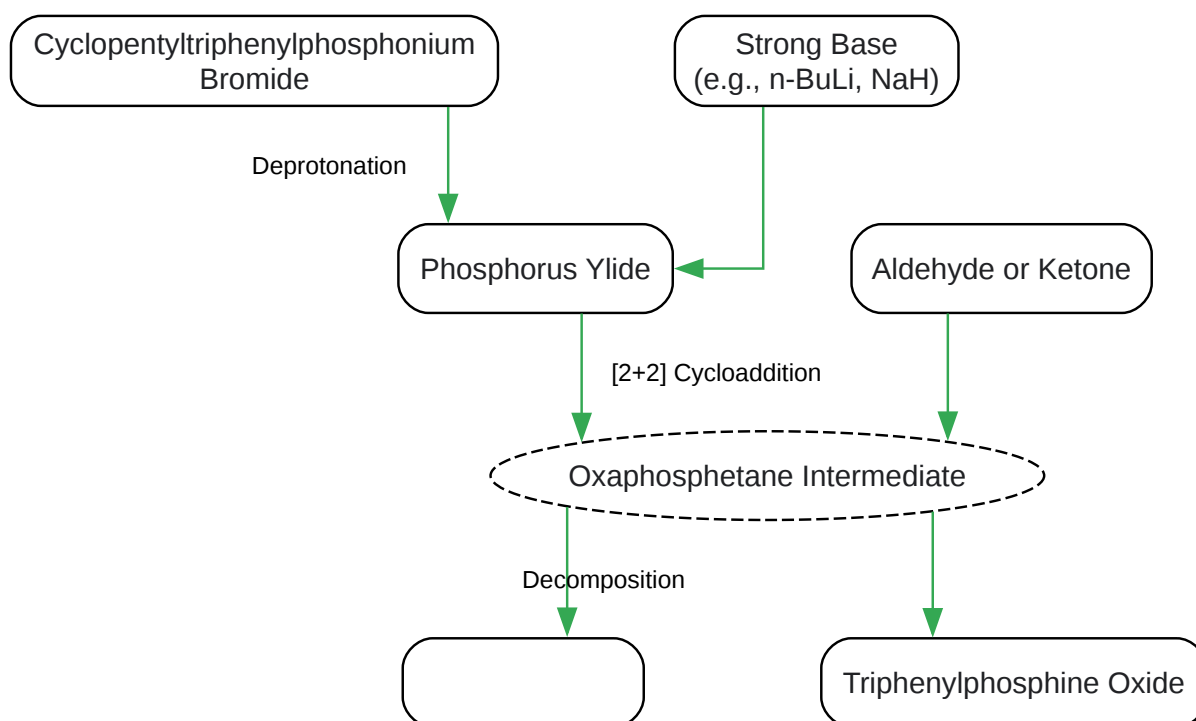 Cyclopentyltriphenylphosphonium
Bromide
Strong Base
(e.g., n-BuLi, NaH)
Deprotonation
Phosphorus Ylide
Aldehyde or Ketone
[2+2] Cycloaddition
Oxaphosphetane Intermediate
Decomposition
Triphenylphosphine Oxide